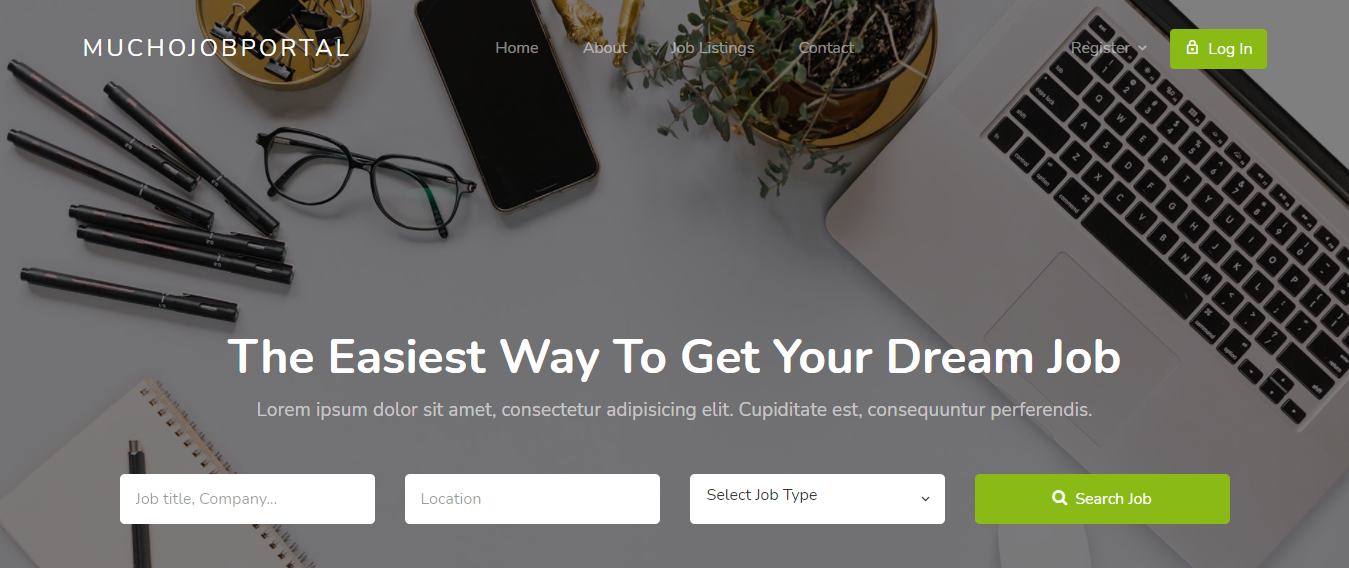 MUCHOJOBPORTAL
Home About Job Listings Contact Register Log In
The Easiest Way To Get Your Dream Job
Lorem ipsum dolor sit amet, consectetur adipisicing elit. Cupiditate est, consequuntur perferendis.
Job title, Company... Location Select Job Type Search Job